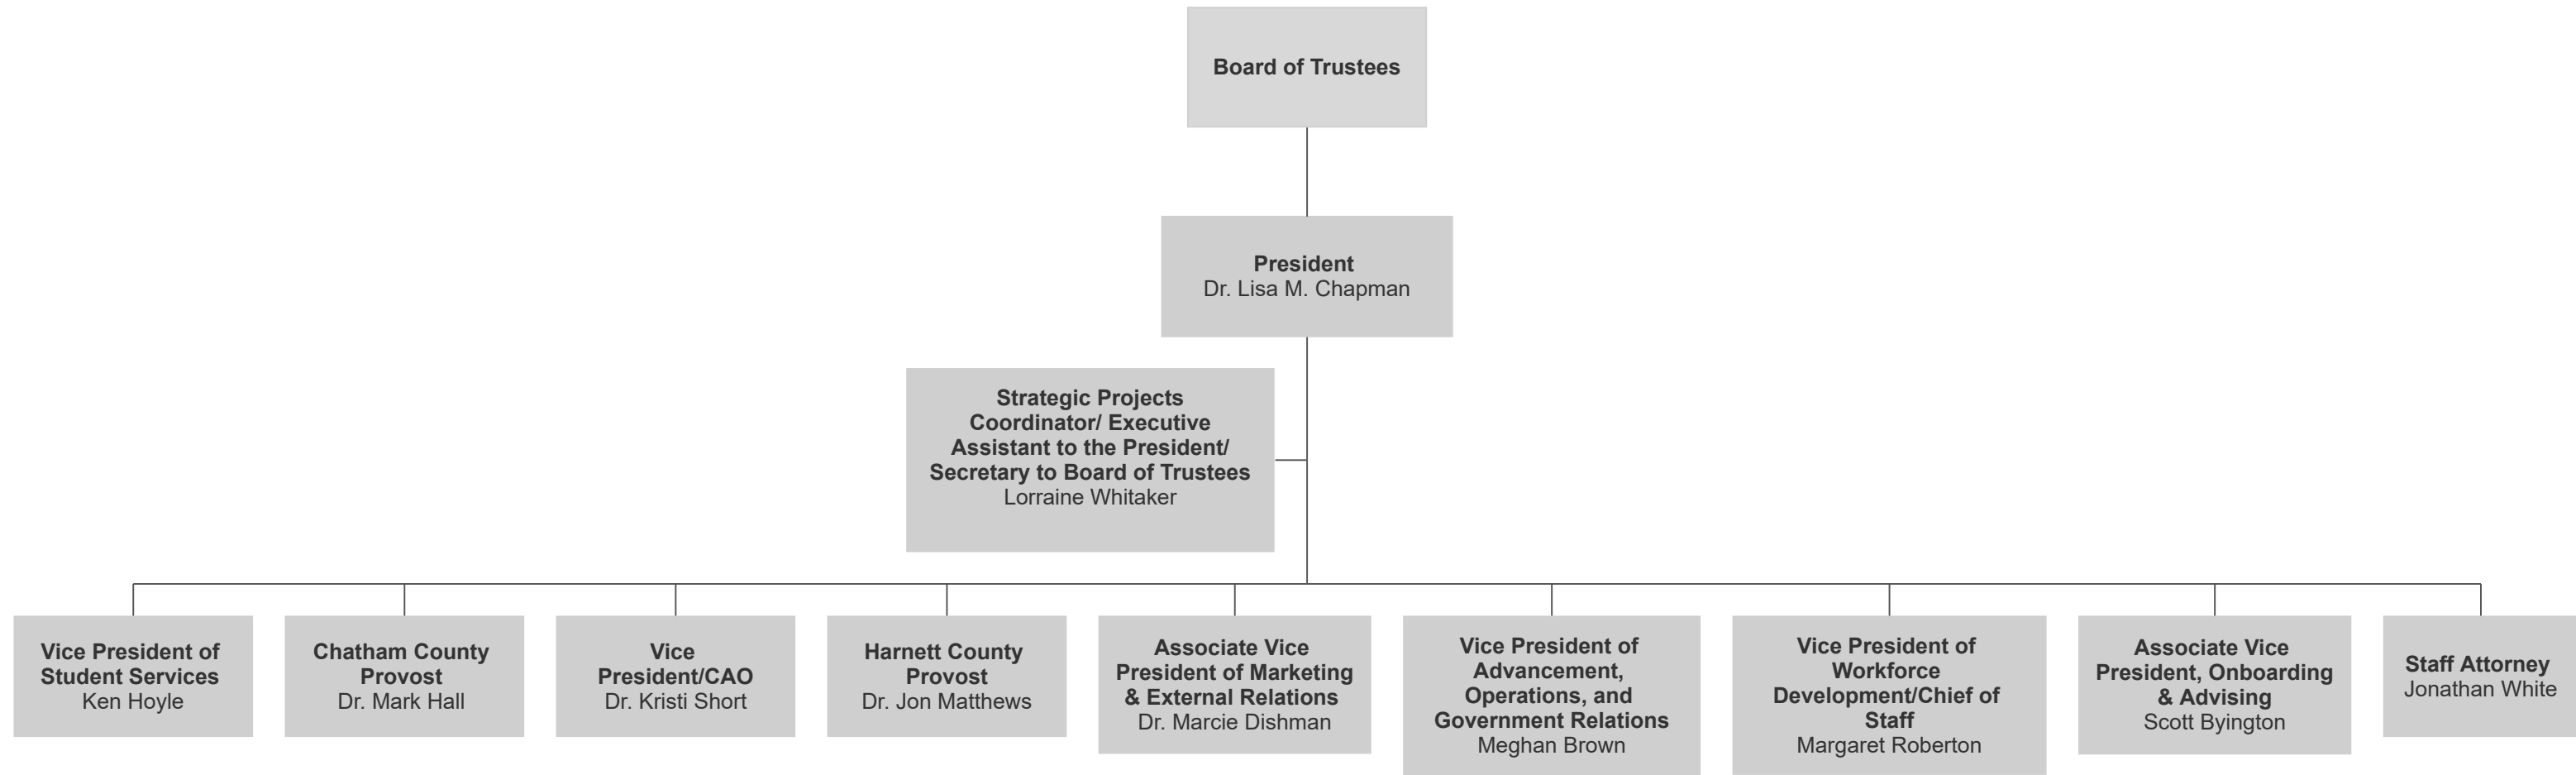 Board of Trustees
President
Dr. Lisa M. Chapman
Strategic Projects
Coordinator/ Executive
Assistant to the President/
Secretary to Board of Trustees
Lorraine Whitaker
Vice President of
Student Services
Ken Hoyle
Chatham County
Provost
Dr. Mark Hall
Vice
President/CAO
Dr. Kristi Short
Harnett County
Provost
Dr. Jon Matthews
Associate Vice
President of Marketing
& External Relations
Dr. Marcie Dishman
Vice President of
Advancement,
Operations, and
Government Relations
Meghan Brown
Vice President of
Workforce
Development/Chief of
Staff
Margaret Roberton
Associate Vice
President, Onboarding
& Advising
Scott Byington
Staff Attorney
Jonathan White